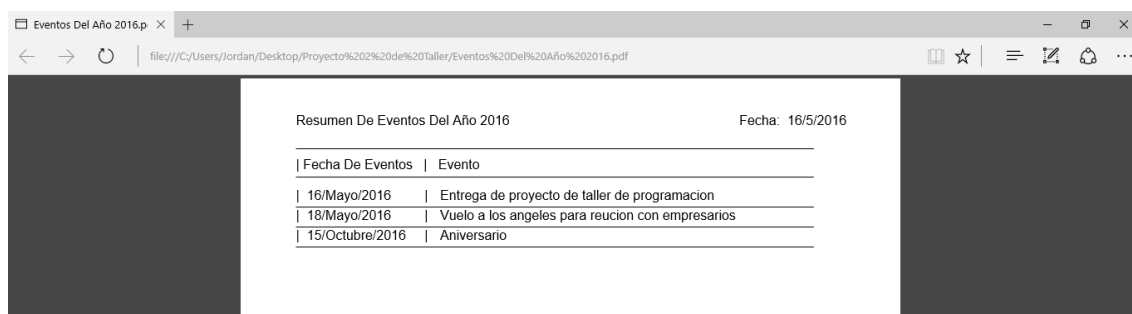 Eventos Del Año 2016.p
file:///C:/Users/Jordan/Desktop/Proyecto%202%20de%20Taller/Eventos%20Del%20Año%202016.pdf
Resumen De Eventos Del Año 2016 Fecha: 16/5/2016
| Fecha De Eventos | Evento
| 16/Mayo/2016 | Entrega de proyecto de taller de programacion
| 18/Mayo/2016 | Vuelo a los angeles para reucion con empresarios
| 15/Octubre/2016 | Aniversario